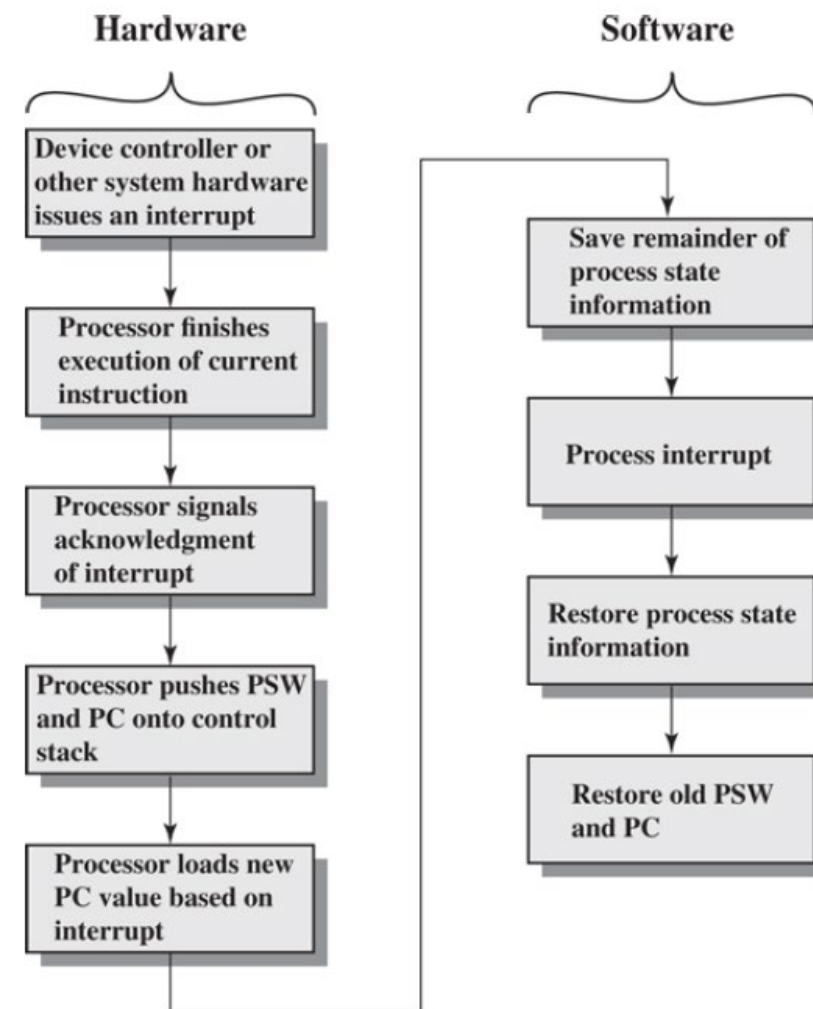 Hardware
Device controller or
other system hardware
issues an interrupt
Processor finishes
execution of current
instruction
Processor signals
acknowledgment
of interrupt
Processor pushes PSW
and PC onto control
stack
Processor loads new
PC value based on
interrupt
Software
Save remainder of
process state
information
Process interrupt
Restore process state
information
Restore old PSW
and PC